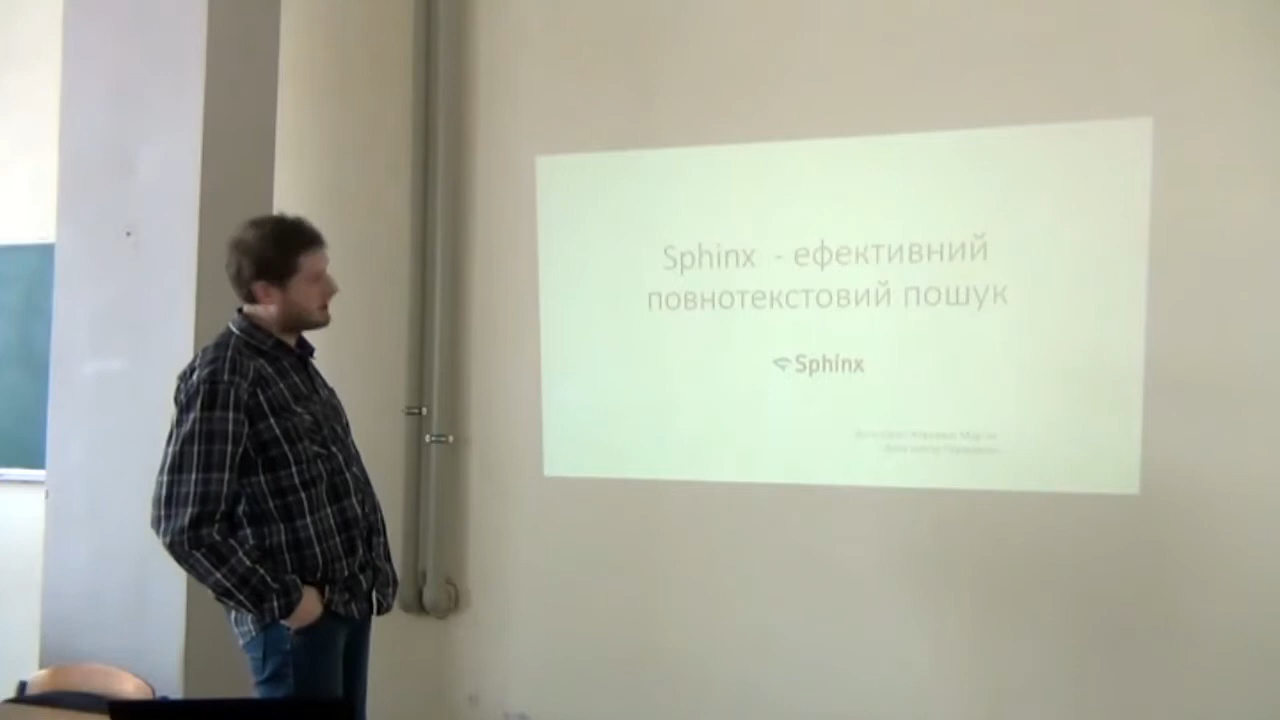 Sphinx - ефективний
повнотекстовий пошук
Sphinx